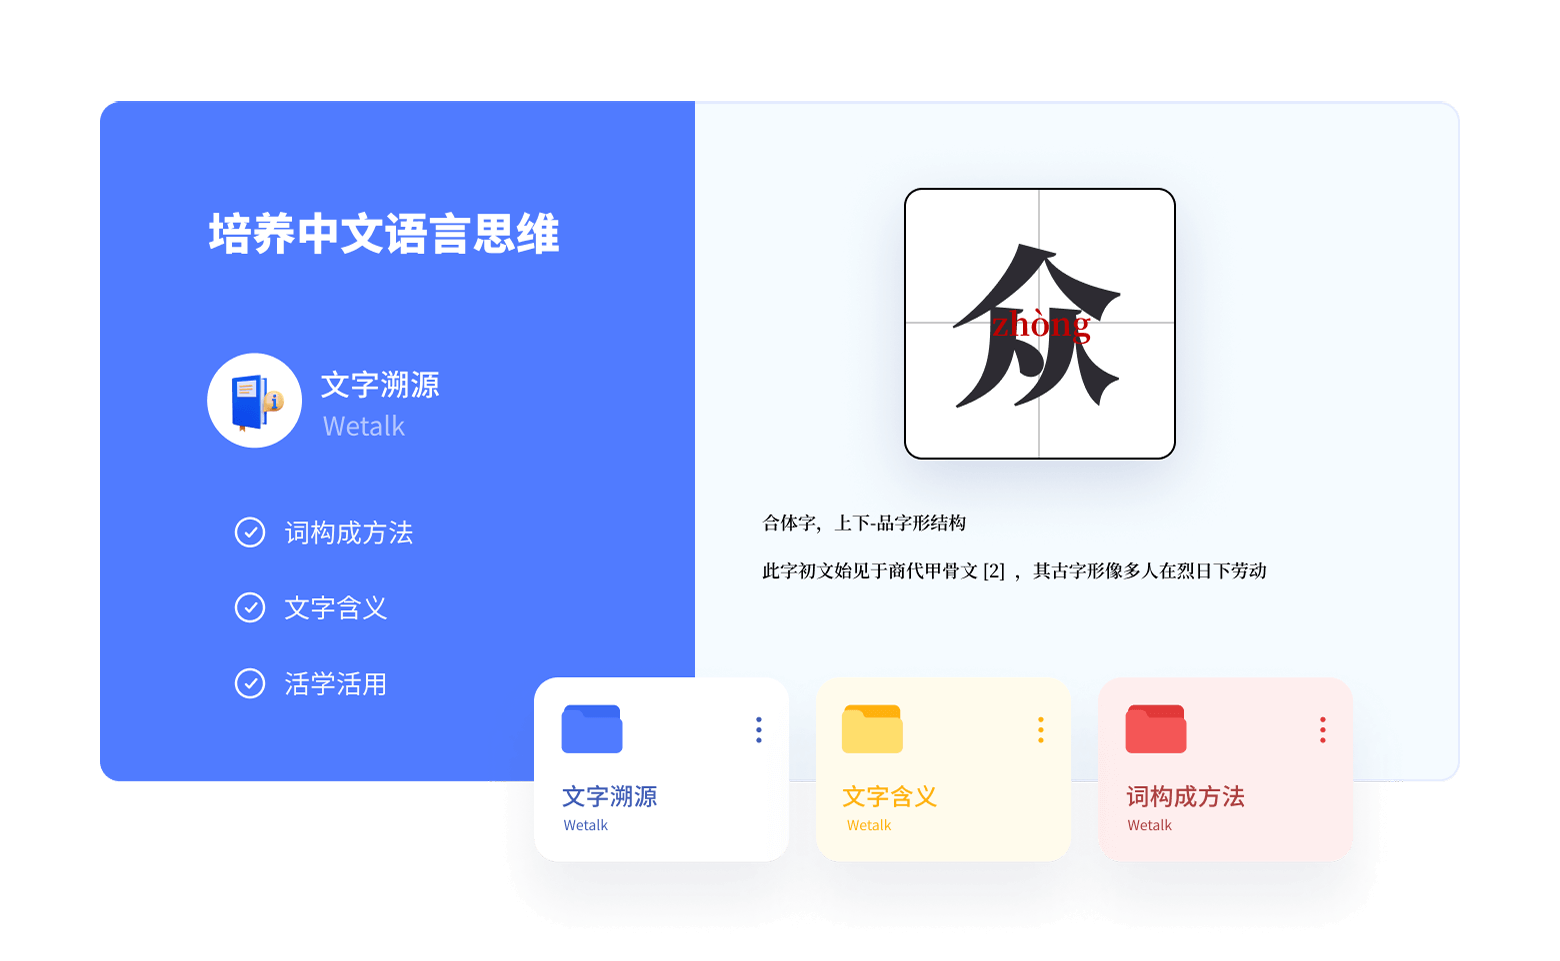 培养中文语言思维
文字溯源
Wetalk
词构成方法
文字含义
活学活用
众
zhòng
合体字，上下-品字形结构
此字初文始见于商代甲骨文 [2] ，其古字形像多人在烈日下劳动
文字溯源
Wetalk
文字含义
Wetalk
词构成方法
Wetalk